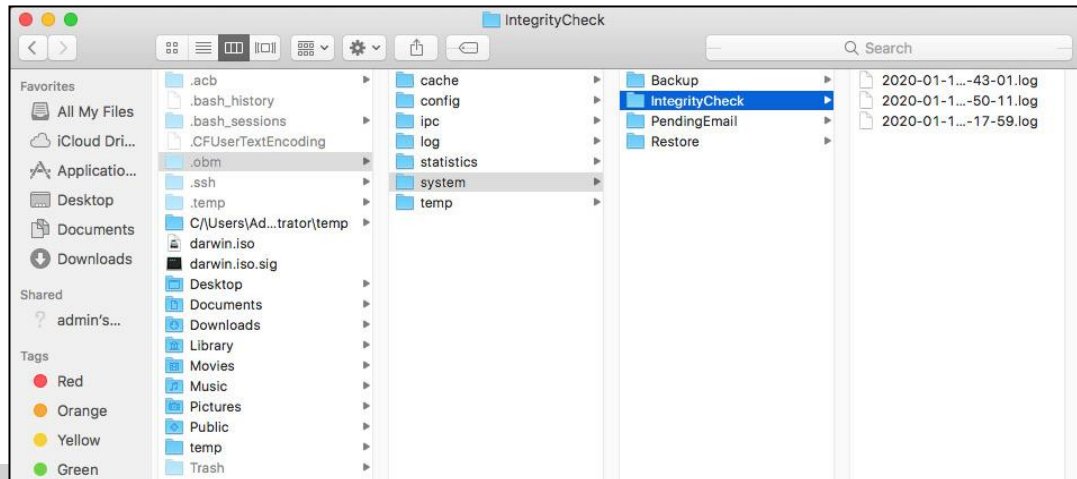 IntegrityCheck
Search
Favorites
All My Files
iCloud Dri...
Applicatio...
Desktop
Documents
Downloads
Shared
admin's...
Tags
Red
Orange
Yellow
Green
.acb
.bash_history
.bash_sessions
.CFUserTextEncoding
.obm
.ssh
.temp
C/\Users\Ad...trator\temp
darwin.iso
darwin.iso.sig
Desktop
Documents
Downloads
Library
Movies
Music
Pictures
Public
temp
Trash
cache
config
ipc
log
statistics
system
temp
Backup
IntegrityCheck
PendingEmail
Restore
2020-01-1...-43-01.log
2020-01-1...-50-11.log
2020-01-1...-17-59.log